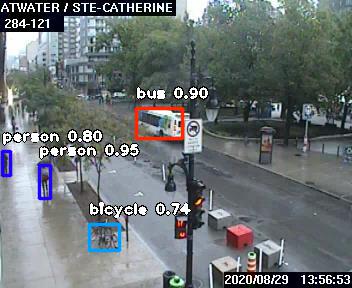 ATWATER / STE-CATHERINE
284-121
bus 0.90
person 0.80
person 0.95
bicycle 0.74
2020/08/29 13:56:53